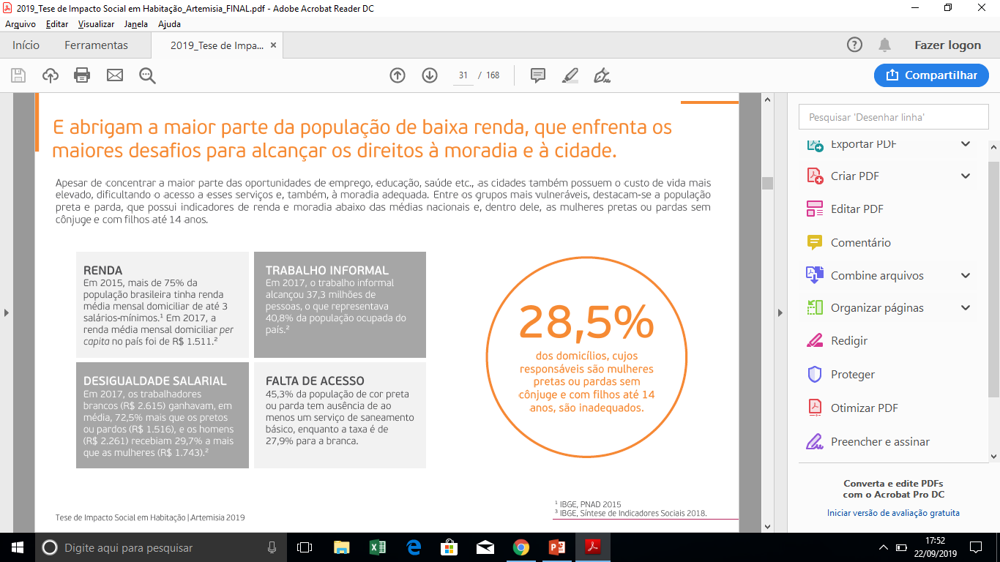 2019_Tese de Impacto Social em Habitação_Artemisia_FINAL.pdf - Adobe Acrobat Reader DC
Arquivo Editar Visualizar Janela Ajuda
Início Ferramentas 2019_Tese de Impa... × Fazer logon
31 / 168 Compartilhar
E abrigam a maior parte da população de baixa renda, que enfrenta os
maiores desafios para alcançar os direitos à moradia e à cidade.
Apesar de concentrar a maior parte das oportunidades de emprego, educação, saúde etc., as cidades também possuem o custo de vida mais
elevado, dificultando o acesso a esses serviços e, também, à moradia adequada. Entre os grupos mais vulneráveis, destacam-se a população
preta e parda, que possui indicadores de renda e moradia abaixo das médias nacionais e, dentro dele, as mulheres pretas ou pardas sem
cônjuge e com filhos até 14 anos.
RENDA
Em 2015, mais de 75% da
população brasileira tinha renda
média mensal domiciliar de até 3
salários-mínimos.¹ Em 2017, a
renda média mensal domiciliar per
capita no país foi de R$ 1.511.²
TRABALHO INFORMAL
Em 2017, o trabalho informal
alcançou 37,3 milhões de
pessoas, o que representava
40,8% da população ocupada do
país.²
DESIGUALDADE SALARIAL
Em 2017, os trabalhadores
brancos (R$ 2.615) ganhavam, em
média, 72,5% mais que os pretos
ou pardos (R$ 1.516), e os homens
(R$ 2.261) recebiam 29,7% a mais
que as mulheres (R$ 1.743).²
FALTA DE ACESSO
45,3% da população de cor preta
ou parda tem ausência de ao
menos um serviço de saneamento
básico, enquanto a taxa é de
27,9% para a branca.
28,5%
dos domicílios, cujos
responsáveis são mulheres
pretas ou pardas sem
cônjuge e com filhos até 14
anos, são inadequados.
¹ IBGE, PNAD 2015
³ IBGE, Síntese de Indicadores Sociais 2018.
Tese de Impacto Social em Habitação | Artemisia 2019
Pesquisar 'Desenhar linha'
Exportar PDF
Criar PDF
Editar PDF
Comentário
Combine arquivos
Organizar páginas
Redigir
Proteger
Otimizar PDF
Preencher e assinar
Converta e edite PDFs
com o Acrobat Pro DC
Iniciar versão de avaliação gratuita
Digite aqui para pesquisar
17:52
22/09/2019